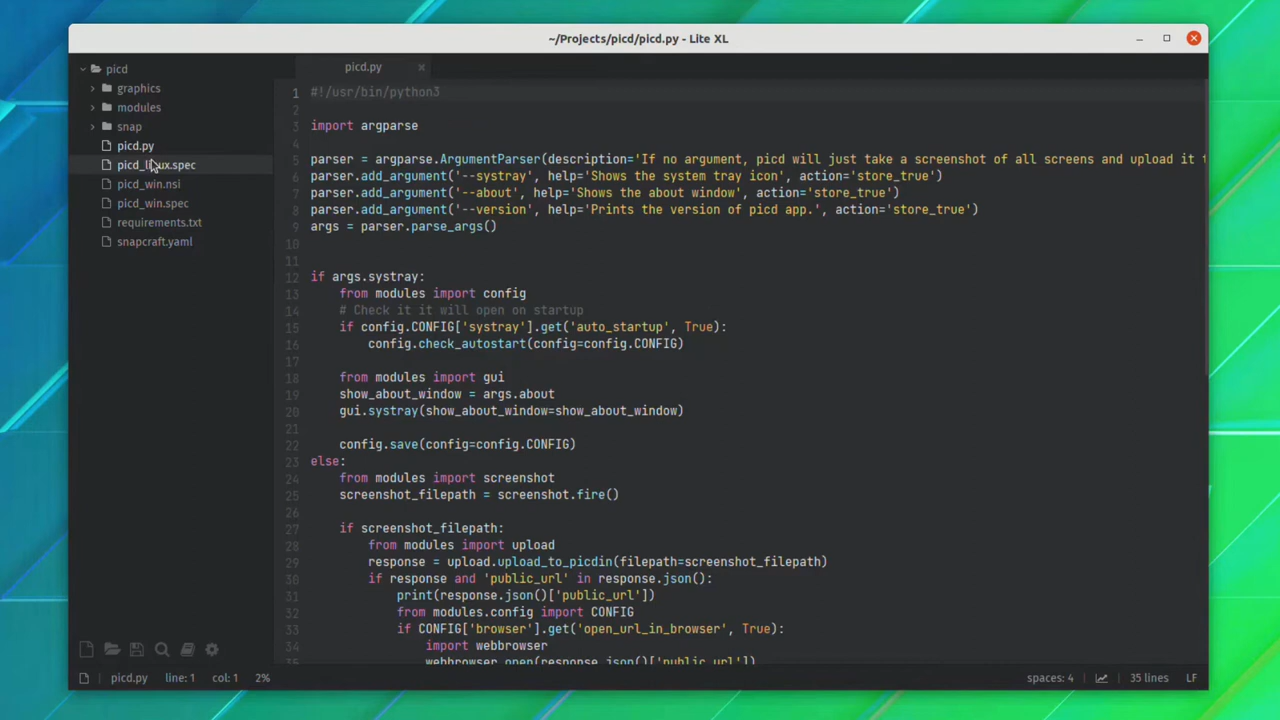 ~/Projects/picd/picd.py - Lite XL
picd
graphics
modules
snap
picd.py
picd_linux.spec
picd_win.nsi
picd_win.spec
requirements.txt
snapcraft.yaml
picd.py
1 #!/usr/bin/python3
2
3 import argparse
4
5 parser = argparse.ArgumentParser(description='If no argument, picd will just take a screenshot of all screens and upload it t
6 parser.add_argument('--systray', help='Shows the system tray icon', action='store_true')
7 parser.add_argument('--about', help='Shows the about window', action='store_true')
8 parser.add_argument('--version', help='Prints the version of picd app.', action='store_true')
9 args = parser.parse_args()
10
11
12 if args.systray:
13     from modules import config
14     # Check it it will open on startup
15     if config.CONFIG['systray'].get('auto_startup', True):
16         config.check_autostart(config=config.CONFIG)
17
18     from modules import gui
19     show_about_window = args.about
20     gui.systray(show_about_window=show_about_window)
21
22     config.save(config=config.CONFIG)
23 else:
24     from modules import screenshot
25     screenshot_filepath = screenshot.fire()
26
27     if screenshot_filepath:
28         from modules import upload
29         response = upload.upload_to_picdin(filepath=screenshot_filepath)
30         if response and 'public_url' in response.json():
31             print(response.json()['public_url'])
32             from modules.config import CONFIG
33             if CONFIG['browser'].get('open_url_in_browser', True):
34                 import webbrowser
35                 webbrowser.open(response.json()['public_url'])
picd.py line: 1 col: 1 2% spaces: 4 35 lines LF